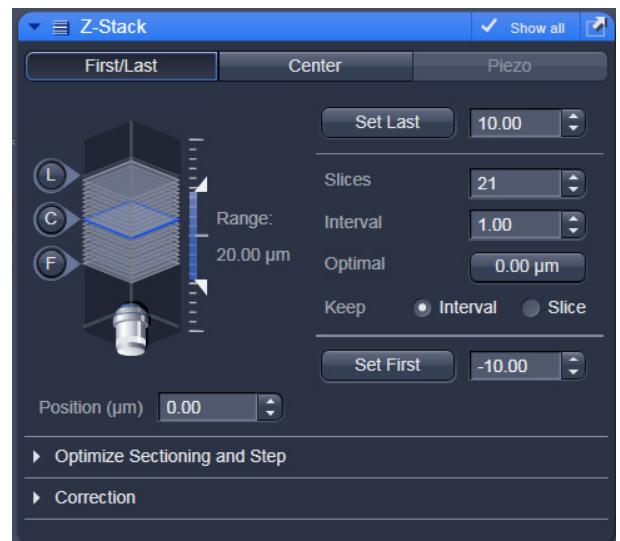 Z-Stack
Show all
First/Last
Center
Piezo
Set Last
10.00
L
Slices
21
C
Range:
Interval
1.00
20.00 µm
F
Optimal
0.00 µm
Keep
Interval
Slice
Set First
-10.00
Position (µm)
0.00
Optimize Sectioning and Step
Correction